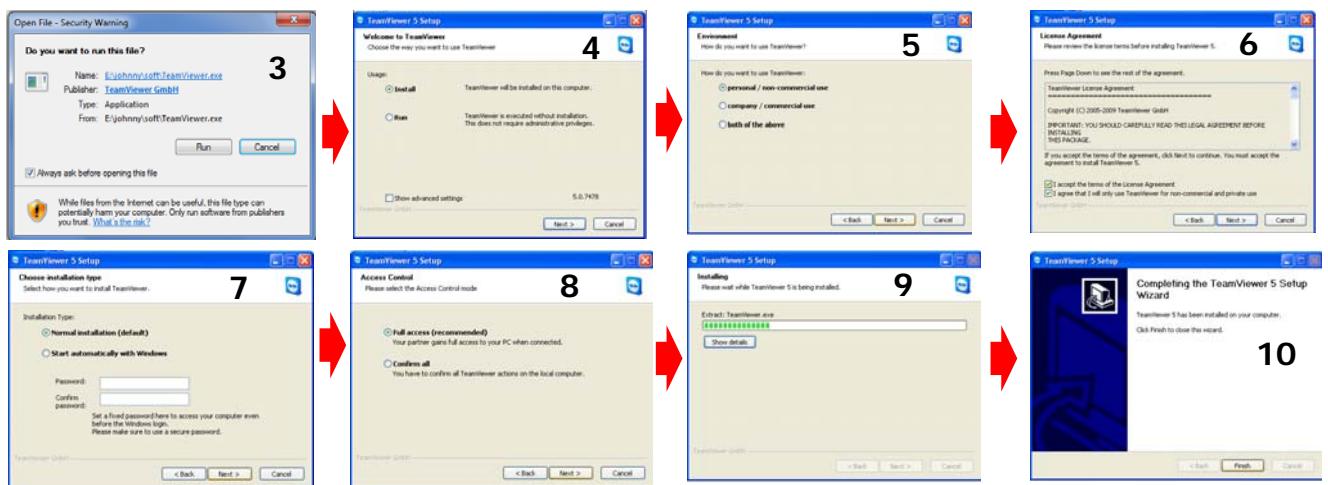 Open File - Security Warning
Do you want to run this file?
3
Name: E:\johnny\soft\TeamViewer.exe
Publisher: TeamViewer GmbH
Type: Application
From: E:\johnny\soft\TeamViewer.exe
Run Cancel
Always ask before opening this file
While files from the Internet can be useful, this file type can
potentially harm your computer. Only run software from publishers
you trust. What's the risk?
TeamViewer 5 Setup
Welcome to TeamViewer
Choose the way you want to use TeamViewer
4
Usage:
Install TeamViewer will be installed on this computer.
Run TeamViewer is executed without installation.
This does not require administrative privileges.
Show advanced settings 5.0.7478
TeamViewer GmbH
Next > Cancel
TeamViewer 5 Setup
Environment
How do you want to use TeamViewer?
5
How do you want to use TeamViewer:
personal / non-commercial use
company / commercial use
both of the above
TeamViewer GmbH
< Back Next > Cancel
TeamViewer 5 Setup
License Agreement
Please review the license terms before installing TeamViewer 5.
6
Press Page Down to see the rest of the agreement.
TeamViewer License Agreement
Copyright (C) 2005-2009 TeamViewer GmbH
IMPORTANT: YOU SHOULD CAREFULLY READ THIS LEGAL AGREEMENT BEFORE
INSTALLING
THIS PACKAGE.
If you accept the terms of the agreement, click Next to continue. You must accept the
agreement to install TeamViewer 5.
I accept the terms of the License Agreement
I agree that I will only use TeamViewer for non-commercial and private use
TeamViewer GmbH
< Back Next > Cancel
TeamViewer 5 Setup
Choose installation type
Select how you want to install TeamViewer.
7
Installation Type:
Normal installation (default)
Start automatically with Windows
Password:
Confirm
password:
Set a fixed password here to access your computer even
before the Windows login.
Please make sure to use a secure password.
TeamViewer GmbH
< Back Next > Cancel
TeamViewer 5 Setup
Access Control
Please select the Access Control mode
8
Full access (recommended)
Your partner gains full access to your PC when connected.
Confirm all
You have to confirm all TeamViewer actions on the local computer.
TeamViewer GmbH
< Back Next > Cancel
TeamViewer 5 Setup
Installing
Please wait while TeamViewer 5 is being installed.
9
Extract: TeamViewer.exe
Show details
TeamViewer GmbH
< Back Next > Cancel
TeamViewer 5 Setup
Completing the TeamViewer 5 Setup
Wizard
TeamViewer 5 has been installed on your computer.
Click Finish to close this wizard.
10
< Back Finish Cancel